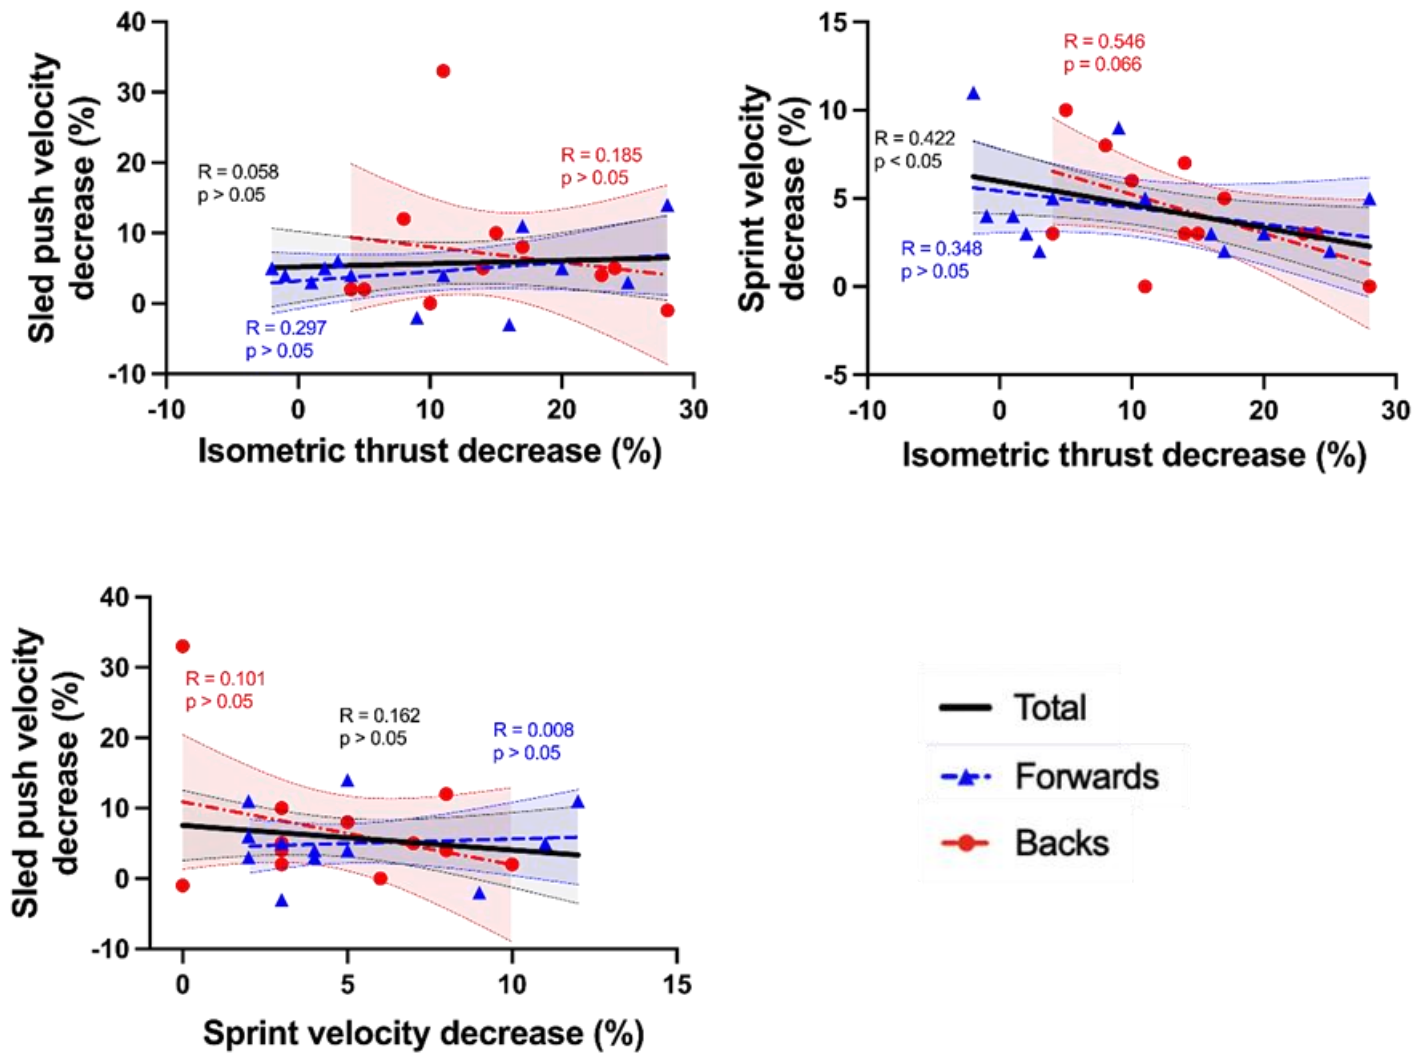 Sled push velocity
decrease (%)
40
30
20
10
0
-10
R = 0.058
p > 0.05
R = 0.185
p > 0.05
R = 0.297
p > 0.05
-10
0
10
20
30
Isometric thrust decrease (%)
Sprint velocity
decrease (%)
15
10
5
0
-5
R = 0.546
p = 0.066
R = 0.422
p < 0.05
R = 0.348
p > 0.05
-10
0
10
20
30
Isometric thrust decrease (%)
Sled push velocity
decrease (%)
40
30
20
10
0
-10
R = 0.101
p > 0.05
R = 0.162
p > 0.05
R = 0.008
p > 0.05
0
5
10
15
Sprint velocity decrease (%)
Total
Forwards
Backs